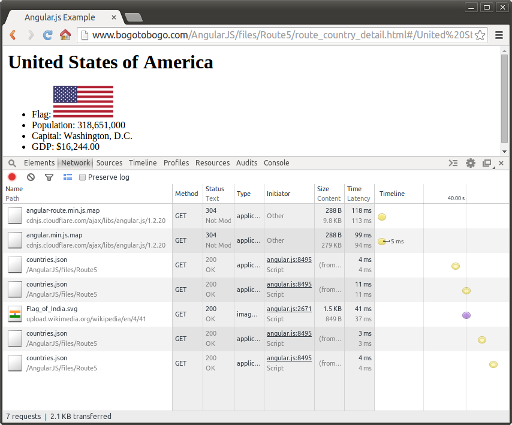 Angular.js Example
www.bogotobogo.com/AngularJS/files/Route5/route_country_detail.html#/United%20St
United States of America
Flag:
Population: 318,651,000
Capital: Washington, D.C.
GDP: $16,244.00
Elements Network Sources Timeline Profiles Resources Audits Console
Preserve log
Name Path Method Status Text Type Initiator Size Content Time Latency Timeline 40.00 s
angular-route.min.js.map GET 304 applic... Other 288 B 118 ms
cdnjs.cloudflare.com/ajax/libs/angular.js/1.2.20 Not Mod 9.8 KB 113 ms
angular.min.js.map GET 304 applic... Other 288 B 99 ms 5 ms
cdnjs.cloudflare.com/ajax/libs/angular.js/1.2.20 Not Mod 279 KB 94 ms
countries.json GET 200 applic... angular.js:8495 (from... 4 ms
/AngularJS/files/Route5 OK Script 4 ms
countries.json GET 200 applic... angular.js:8495 (from... 11 ms
/AngularJS/files/Route5 OK Script 11 ms
Flag_of_India.svg GET 200 imag... angular.js:2671 1.5 KB 41 ms
upload.wikimedia.org/wikipedia/en/4/41 OK Script 849 B 37 ms
countries.json GET 200 applic... angular.js:8495 (from... 3 ms
/AngularJS/files/Route5 OK Script 3 ms
countries.json GET 200 applic... angular.js:8495 (from... 4 ms
/AngularJS/files/Route5 OK Script 4 ms
7 requests | 2.1 KB transferred